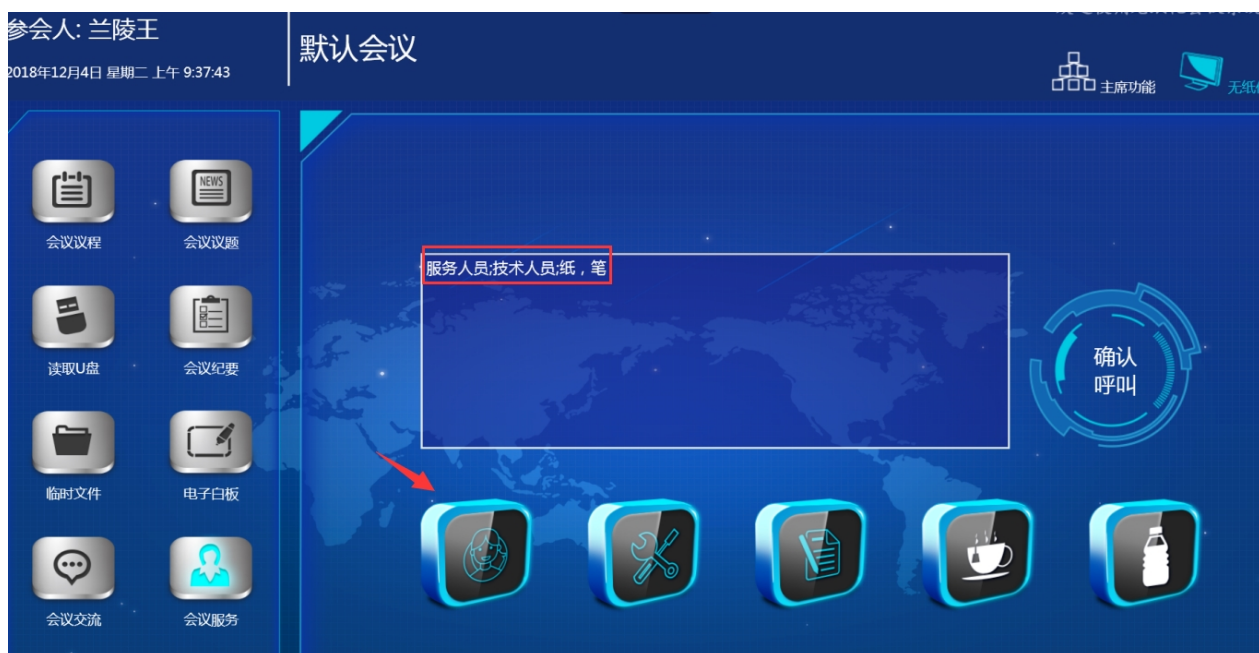 参会人: 兰陵王
2018年12月4日 星期二 上午 9:37:43
默认会议
主席功能
无纸
会议议程
NEWS
会议议题
服务人员;技术人员;纸，笔
读取U盘
会议纪要
确认
呼叫
临时文件
电子白板
会议交流
会议服务